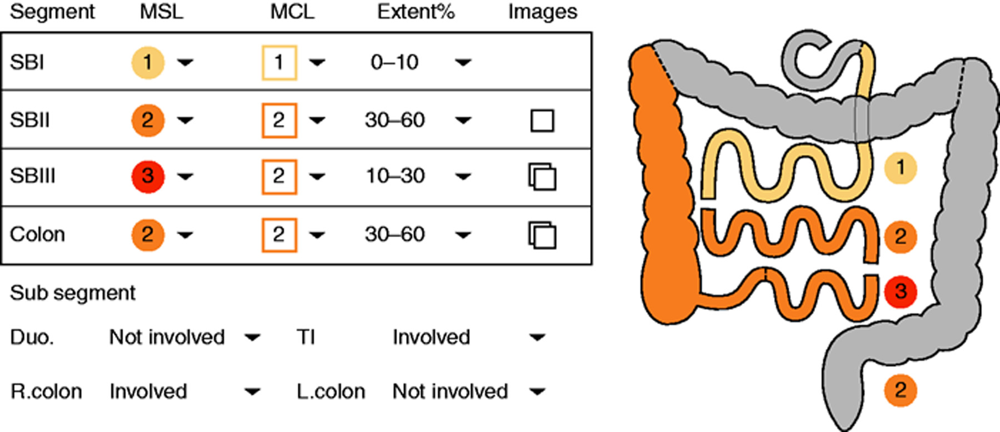 Segment MSL MCL Extent% Images
SBI 1 1 0–10
SBII 2 2 30–60
SBIII 3 2 10–30
Colon 2 2 30–60
Sub segment
Duo. Not involved TI Involved
R.colon Involved L.colon Not involved
1
2
3
2